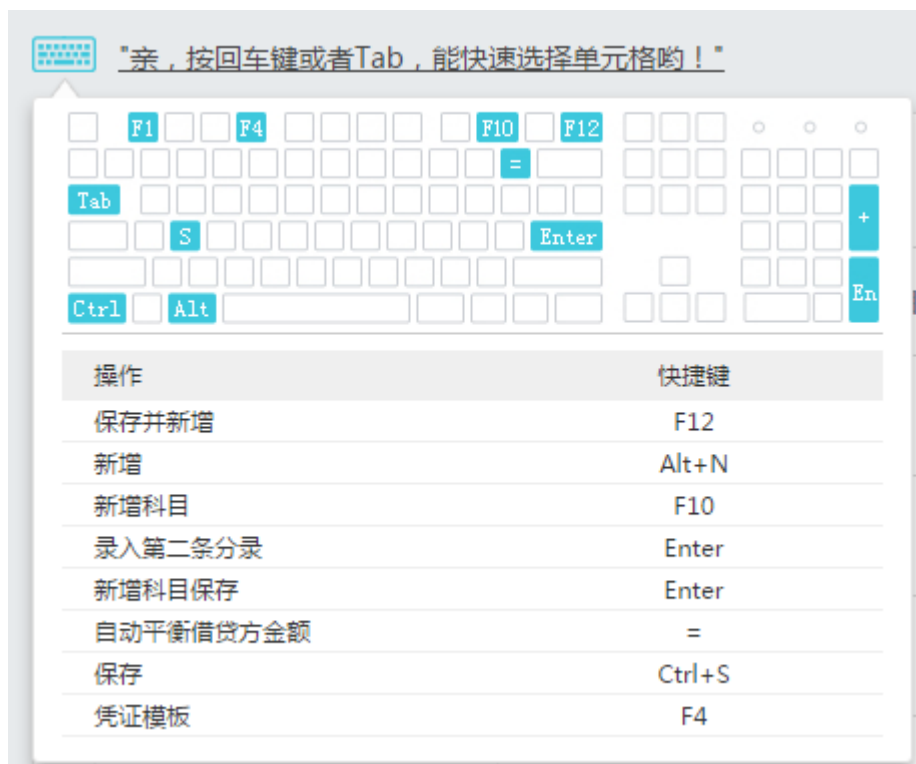 "亲，按回车键或者Tab，能快速选择单元格哟！"
F1 F4 F10 F12
=
Tab
+
S Enter
En
Ctrl Alt
操作 快捷键
保存并新增 F12
新增 Alt+N
新增科目 F10
录入第二条分录 Enter
新增科目保存 Enter
自动平衡借贷方金额 =
保存 Ctrl+S
凭证模板 F4